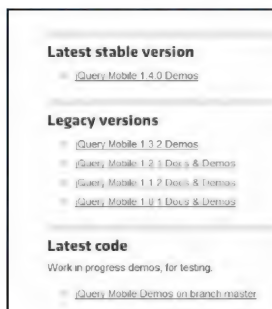 Latest stable version
jQuery Mobile 1.4.0 Demos
Legacy versions
jQuery Mobile 1.3.2 Demos
jQuery Mobile 1.2.1 Docs & Demos
jQuery Mobile 1.1.2 Docs & Demos
jQuery Mobile 1.0.1 Docs & Demos
Latest code
Work in progress demos, for testing.
jQuery Mobile Demos on branch master